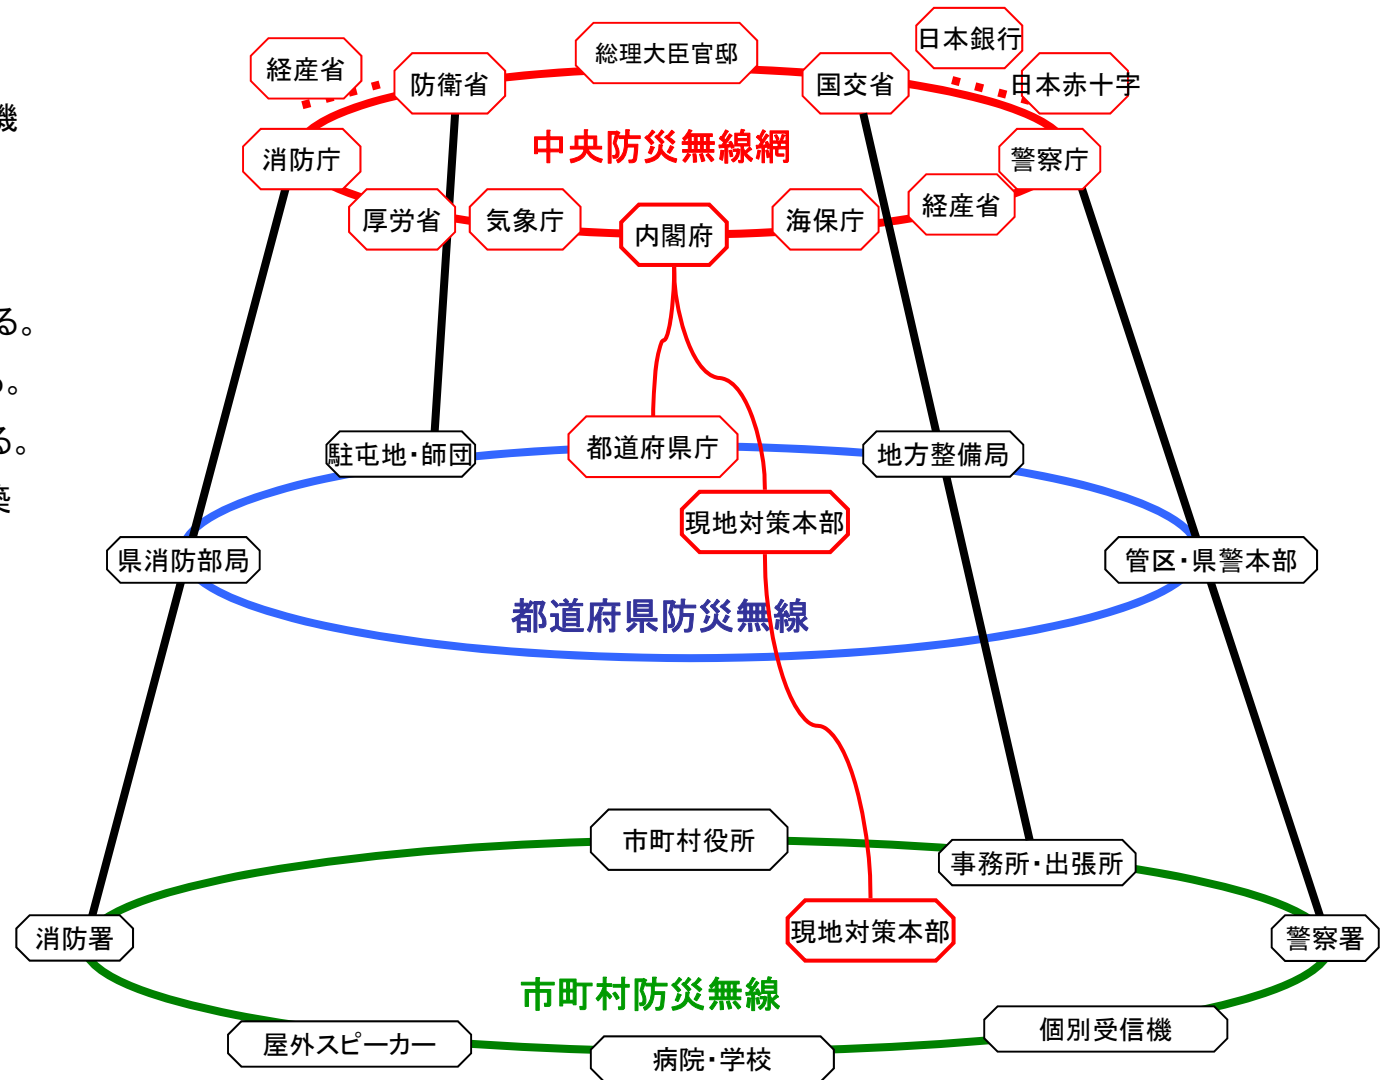 日本銀行
総理大臣官邸
経産省
防衛省
国交省
日本赤十字
機
中央防災無線網
消防庁
警察庁
厚労省
気象庁
内閣府
海保庁
経産省
る。
る。
る。
築
駐屯地・師団
都道府県庁
地方整備局
現地対策本部
県消防部局
管区・県警本部
都道府県防災無線
市町村役所
事務所・出張所
消防署
現地対策本部
警察署
市町村防災無線
屋外スピーカー
病院・学校
個別受信機